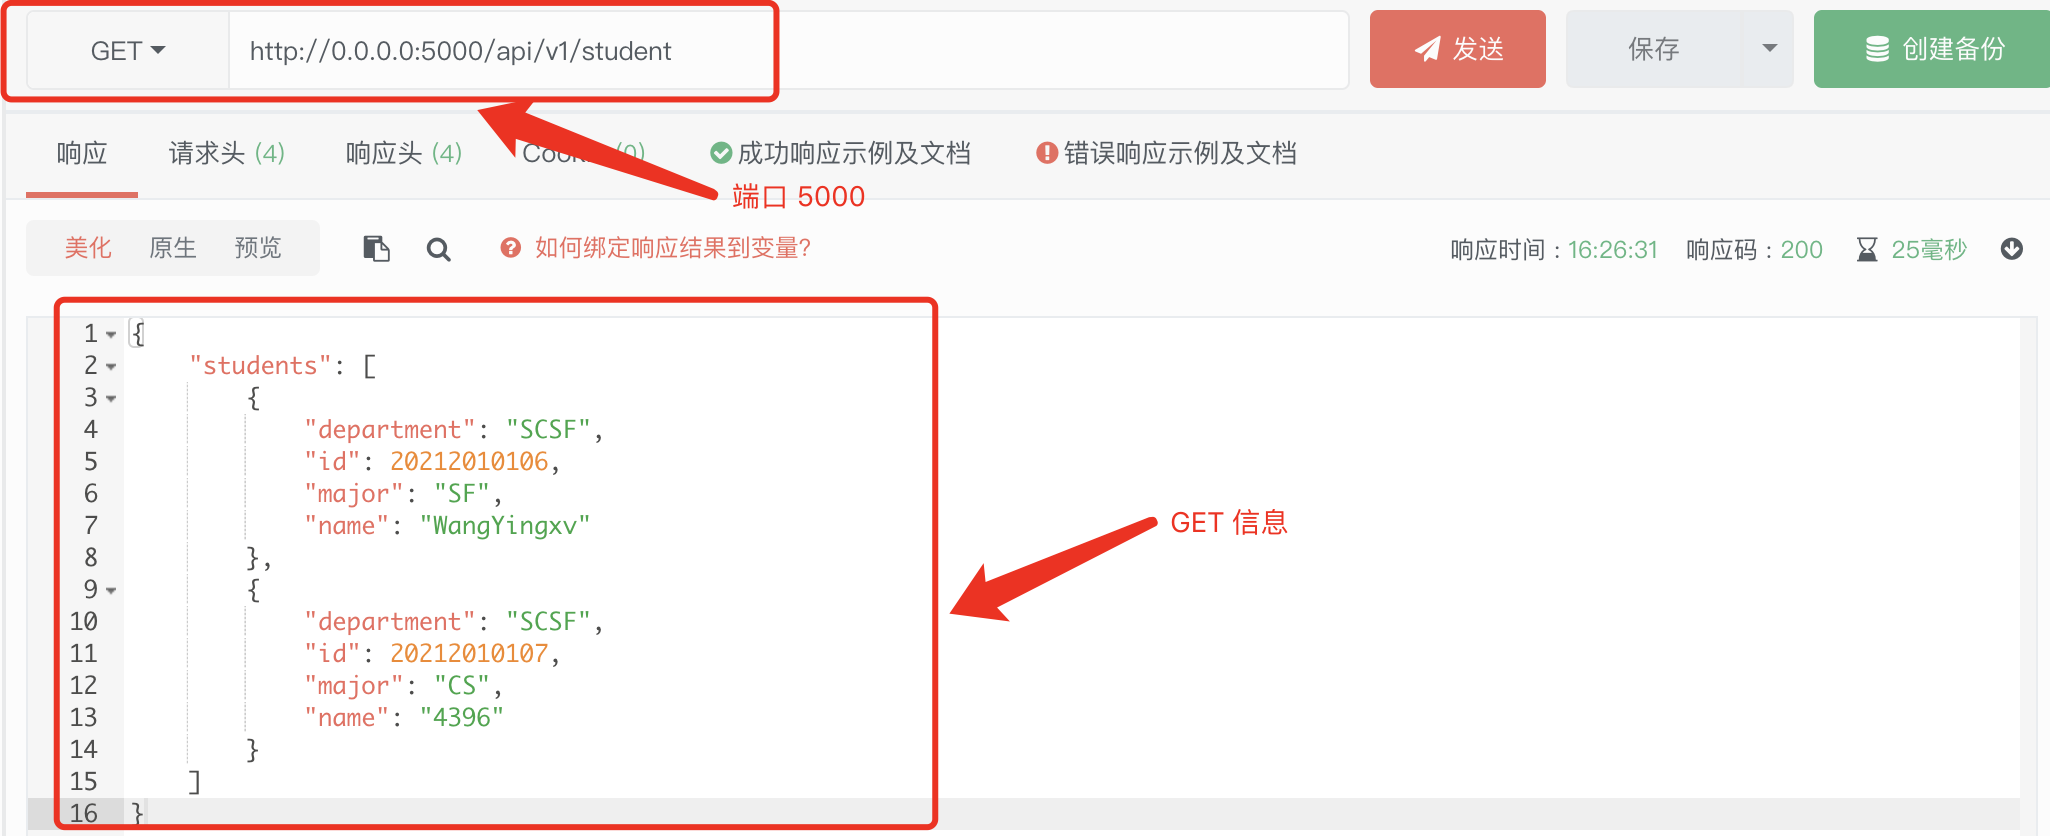 GET http://0.0.0.0:5000/api/v1/student 发送 保存 创建备份
响应 请求头 (4) 响应头 (4) (0) 成功响应示例及文档 错误响应示例及文档
端口 5000
美化 原生 预览 如何绑定响应结果到变量? 响应时间：16:26:31 响应码：200 25毫秒
1 {
2 "students": [
3 {
4 "department": "SCSF",
5 "id": 20212010106,
6 "major": "SF",
7 "name": "WangYingxv"
8 },
9 {
10 "department": "SCSF",
11 "id": 20212010107,
12 "major": "CS",
13 "name": "4396"
14 }
15 ]
16 }
GET 信息